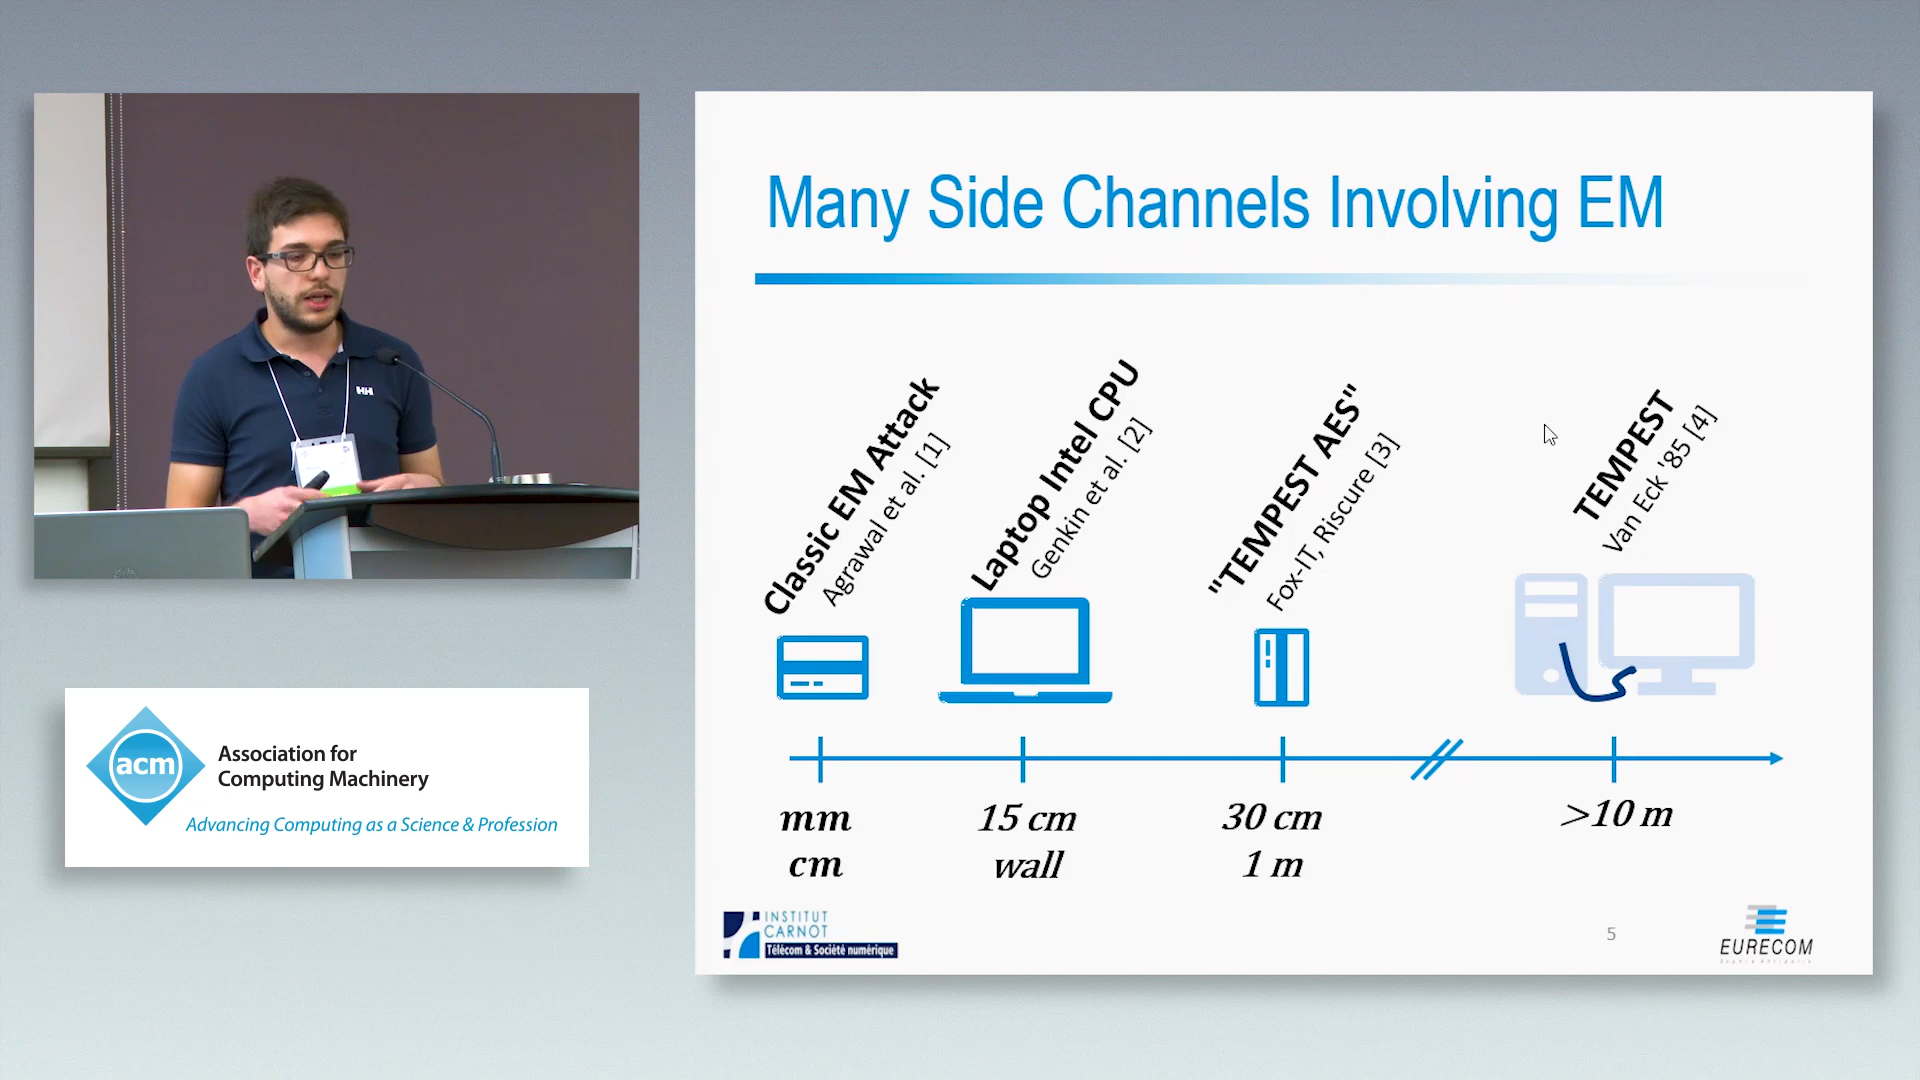 Many Side Channels Involving EM
Classic EM Attack
Agrawal et al. [1]
Laptop Intel CPU
Genkin et al. [2]
"TEMPEST AES"
Fox-IT, Riscure [3]
TEMPEST
Van Eck '85 [4]
mm
cm
15 cm
wall
30 cm
1 m
>10 m
INSTITUT
CARNOT
Télécom & Société numérique
5
EURECOM
HH
acm
Association for
Computing Machinery
Advancing Computing as a Science & Profession